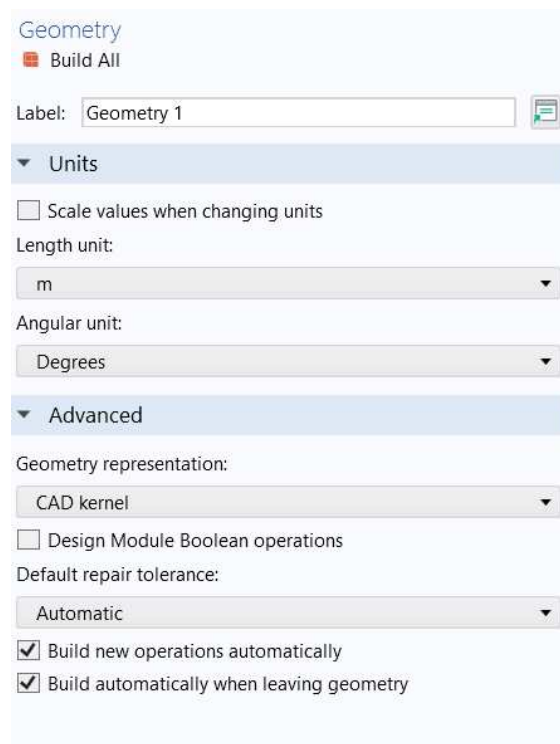 Geometry
Build All
Label: Geometry 1
Units
Scale values when changing units
Length unit:
m
Angular unit:
Degrees
Advanced
Geometry representation:
CAD kernel
Design Module Boolean operations
Default repair tolerance:
Automatic
Build new operations automatically
Build automatically when leaving geometry